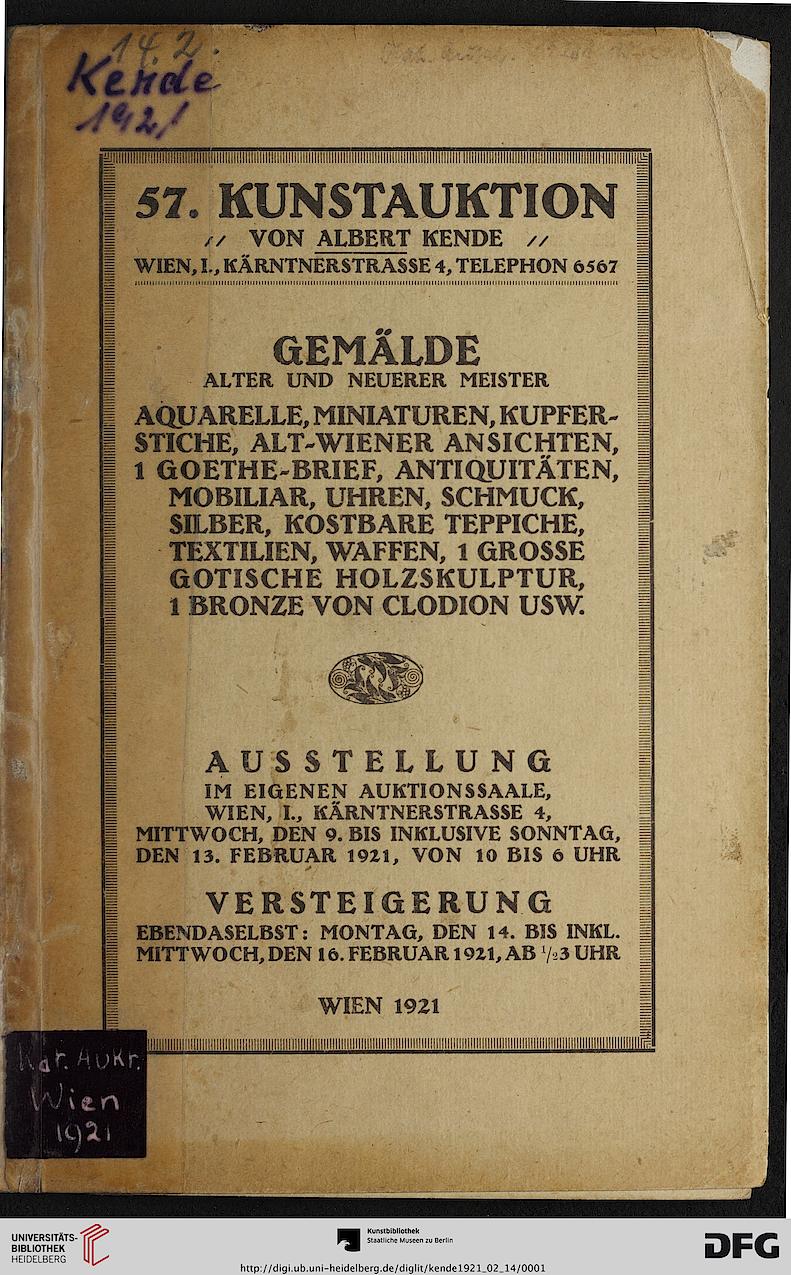 14.2.
Kende
1921
57. KUNSTAUKTION
// VON ALBERT KENDE //
WIEN, I., KÄRNTNERSTRASSE 4, TELEPHON 6567
GEMÄLDE
ALTER UND NEUERER MEISTER
AQUARELLE, MINIATUREN, KUPFER-
STICHE, ALT-WIENER ANSICHTEN,
1 GOETHE-BRIEF, ANTIQUITÄTEN,
MOBILIAR, UHREN, SCHMUCK,
SILBER, KOSTBARE TEPPICHE,
TEXTILIEN, WAFFEN, 1 GROSSE
GOTISCHE HOLZSKULPTUR,
1 BRONZE VON CLODION USW.
AUSSTELLUNG
IM EIGENEN AUKTIONSSAALE,
WIEN, I., KÄRNTNERSTRASSE 4,
MITTWOCH, DEN 9. BIS INKLUSIVE SONNTAG,
DEN 13. FEBRUAR 1921, VON 10 BIS 6 UHR
VERSTEIGERUNG
EBENDASELBST: MONTAG, DEN 14. BIS INKL.
MITTWOCH, DEN 16. FEBRUAR 1921, AB 1/23 UHR
WIEN 1921
Wien
1921
UNIVERSITÄTS-
BIBLIOTHEK
HEIDELBERG
Kunstbibliothek
Staatliche Museen zu Berlin
DFG
http://digi.ub.uni-heidelberg.de/diglit/kende1921_02_14/0001